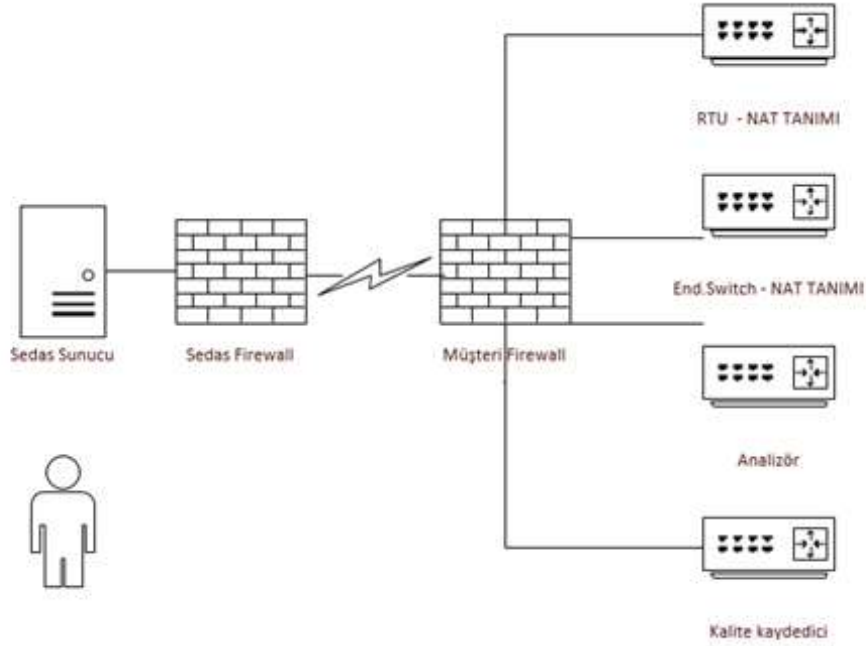 RTU - NAT TANIMI
End.Switch - NAT TANIMI
Sedas Sunucu
Sedas Firewall
Müşteri Firewall
Analizör
Kalite kaydedici